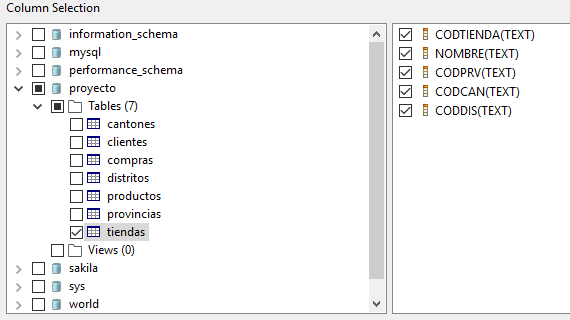 Column Selection
information_schema
mysql
performance_schema
proyecto
Tables (7)
cantones
clientes
compras
distritos
productos
provincias
tiendas
Views (0)
sakila
sys
world
CODTIENDA(TEXT)
NOMBRE(TEXT)
CODPRV(TEXT)
CODCAN(TEXT)
CODDIS(TEXT)